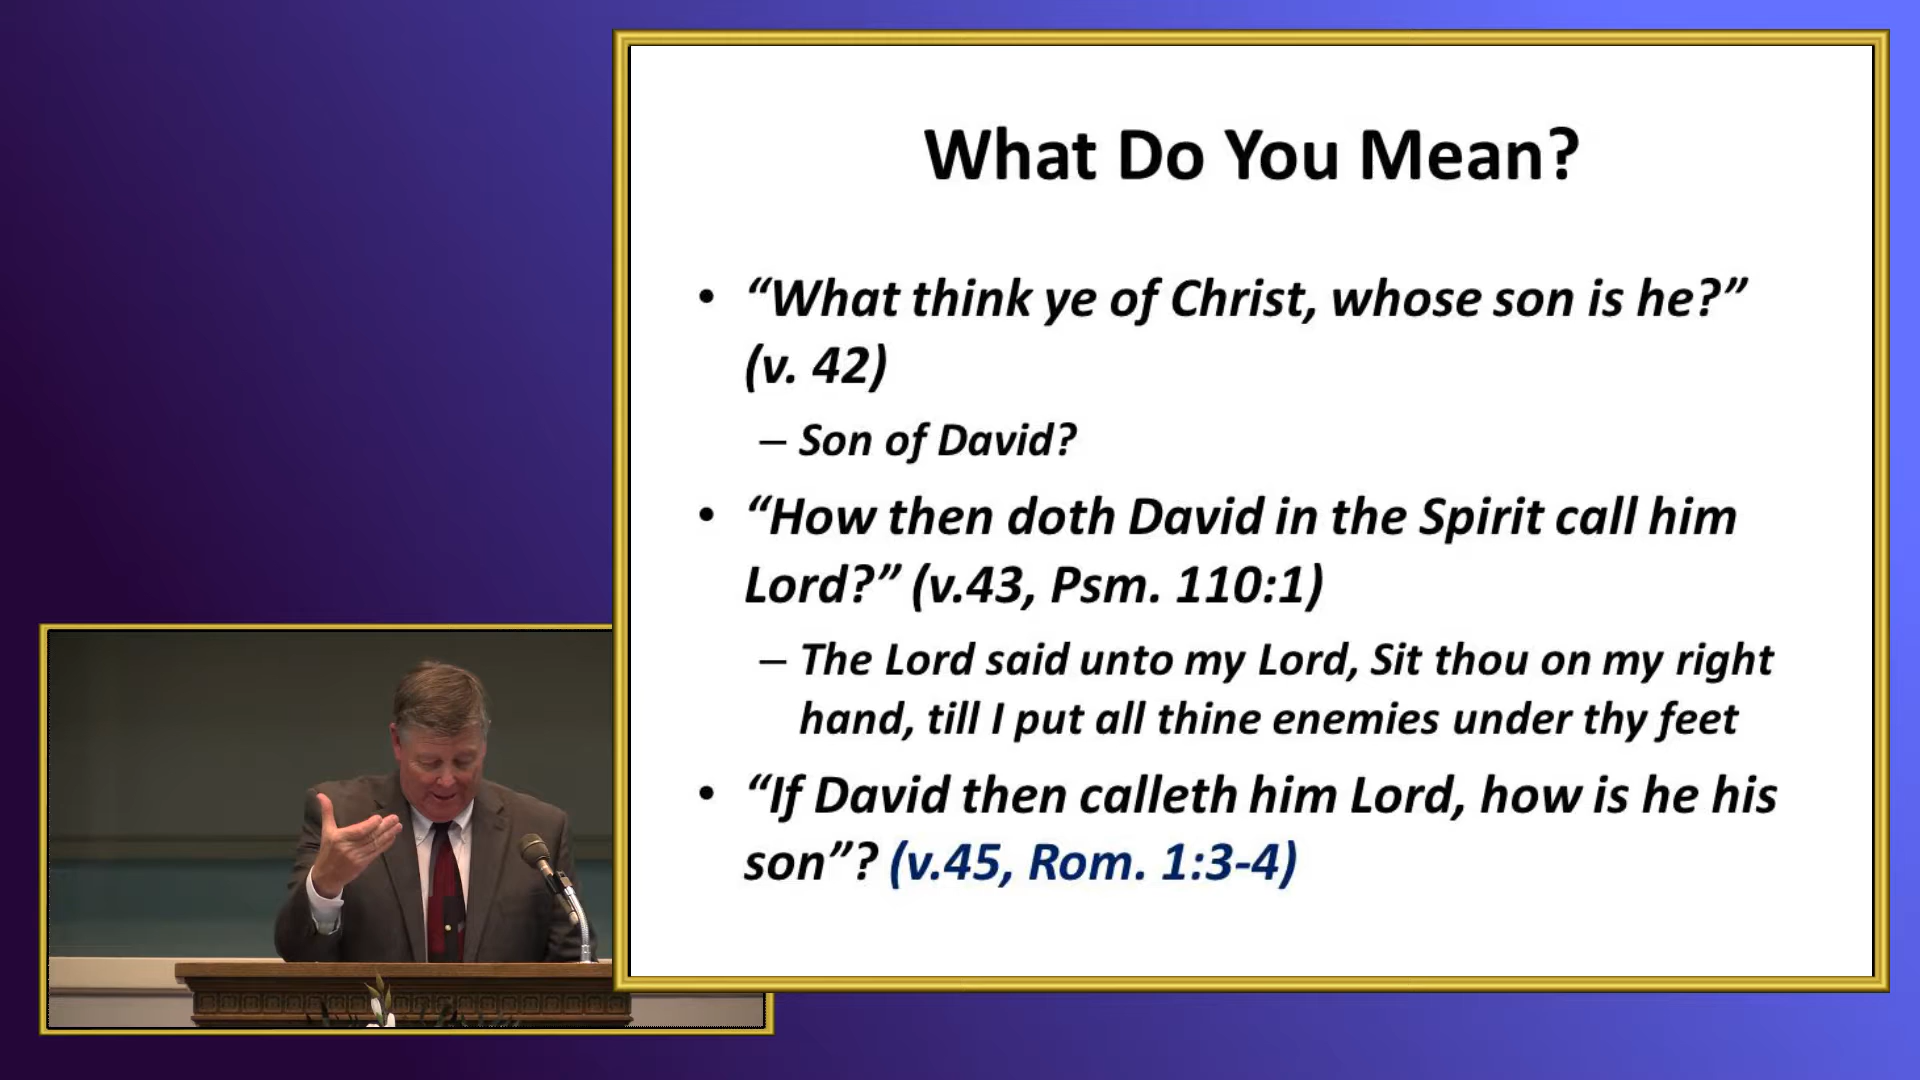 What Do You Mean?
• “What think ye of Christ, whose son is he?”
(v. 42)
– Son of David?
• “How then doth David in the Spirit call him
Lord?” (v.43, Psm. 110:1)
– The Lord said unto my Lord, Sit thou on my right
hand, till I put all thine enemies under thy feet
• “If David then calleth him Lord, how is he his
son”? (v.45, Rom. 1:3-4)